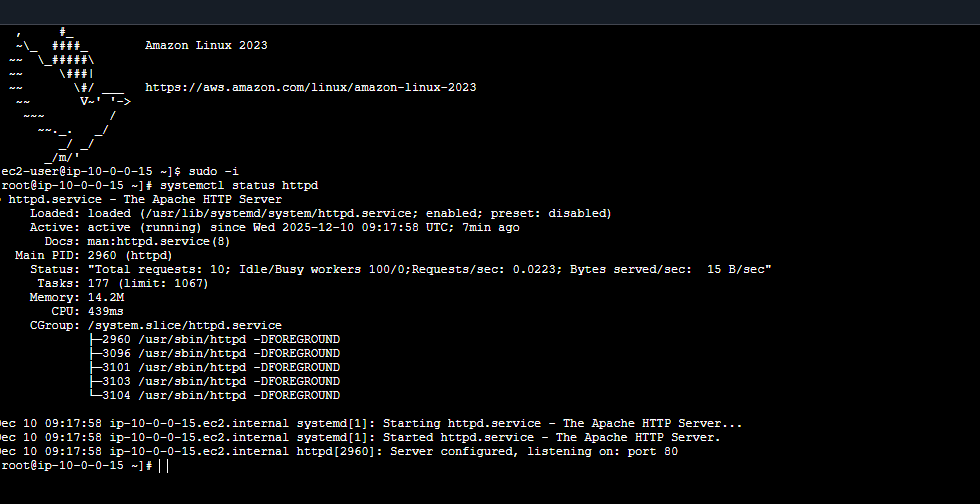 ,     #_
   ~\_  ####_        Amazon Linux 2023
  ~~  \_#####\
  ~~     \###|
  ~~       \#/ ___   https://aws.amazon.com/linux/amazon-linux-2023
   ~~       V~' '->
    ~~~         /
      ~~._.   _/
         _/ _/
       _/m/'
ec2-user@ip-10-0-0-15 ~]$ sudo -i
root@ip-10-0-0-15 ~]# systemctl status httpd
httpd.service - The Apache HTTP Server
Loaded: loaded (/usr/lib/systemd/system/httpd.service; enabled; preset: disabled)
Active: active (running) since Wed 2025-12-10 09:17:58 UTC; 7min ago
Docs: man:httpd.service(8)
Main PID: 2960 (httpd)
Status: "Total requests: 10; Idle/Busy workers 100/0;Requests/sec: 0.0223; Bytes served/sec:  15 B/sec"
Tasks: 177 (limit: 1067)
Memory: 14.2M
CPU: 439ms
CGroup: /system.slice/httpd.service
├─2960 /usr/sbin/httpd -DFOREGROUND
├─3096 /usr/sbin/httpd -DFOREGROUND
├─3101 /usr/sbin/httpd -DFOREGROUND
├─3103 /usr/sbin/httpd -DFOREGROUND
└─3104 /usr/sbin/httpd -DFOREGROUND
ec 10 09:17:58 ip-10-0-0-15.ec2.internal systemd[1]: Starting httpd.service - The Apache HTTP Server...
ec 10 09:17:58 ip-10-0-0-15.ec2.internal systemd[1]: Started httpd.service - The Apache HTTP Server.
ec 10 09:17:58 ip-10-0-0-15.ec2.internal httpd[2960]: Server configured, listening on: port 80
root@ip-10-0-0-15 ~]#